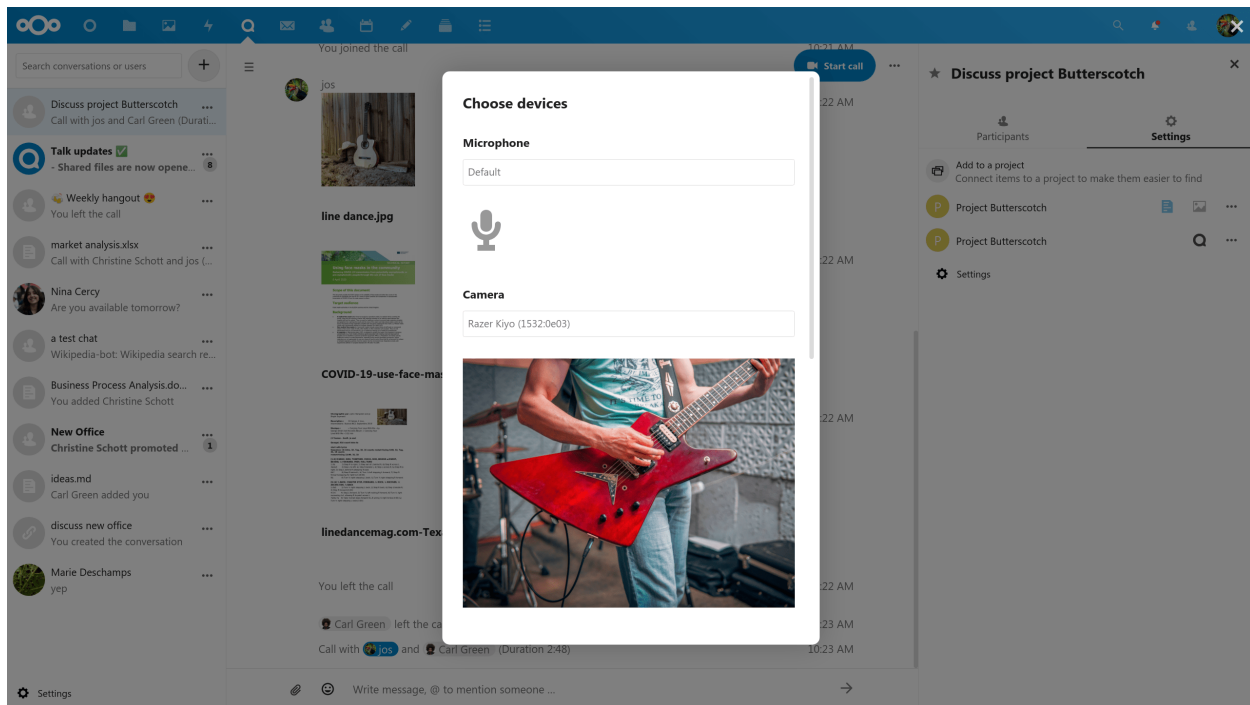 Search conversations or users
Discuss project Butterscotch
Call with jos and Carl Green (Durati...
Talk updates ✅
- Shared files are now opene...
8
👋 Weekly hangout 😍
You left the call
market analysis.xlsx
Call with Christine Schott and jos (...
Nina Cercy
Are you available tomorrow?
a test chat
Wikipedia-bot: Wikipedia search re...
Business Process Analysis.do...
You added Christine Schott
New Office
Christine Schott promoted ...
1
ideas.md
Carl Green added you
discuss new office
You created the conversation
Marie Deschamps
yep
Settings
You joined the call
10:21 AM
Start call
jos
:22 AM
line dance.jpg
:22 AM
COVID-19-use-face-mas
:22 AM
linedancemag.com-Tex
You left the call
:22 AM
Carl Green left the ca
:23 AM
Call with jos and Carl Green (Duration 2:48)
10:23 AM
Write message, @ to mention someone ...
Choose devices
Microphone
Default
Camera
Razer Kiyo (1532:0e03)
Discuss project Butterscotch
Participants
Settings
Add to a project
Connect items to a project to make them easier to find
P
Project Butterscotch
P
Project Butterscotch
Settings